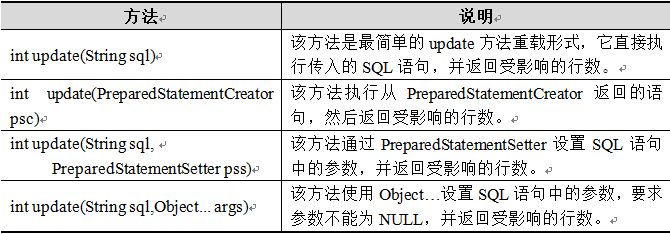 方法
说明
int update(String sql)
该方法是最简单的 update 方法重载形式，它直接执
行传入的 SQL 语句，并返回受影响的行数。
int update(PreparedStatementCreator
psc)
该方法执行从 PreparedStatementCreator 返回的语
句，然后返回受影响的行数。
int update(String sql,
PreparedStatementSetter pss)
该方法通过 PreparedStatementSetter 设置 SQL 语句
中的参数，并返回受影响的行数。
int update(String sql,Object... args)
该方法使用 Object…设置 SQL 语句中的参数，要求
参数不能为 NULL，并返回受影响的行数。